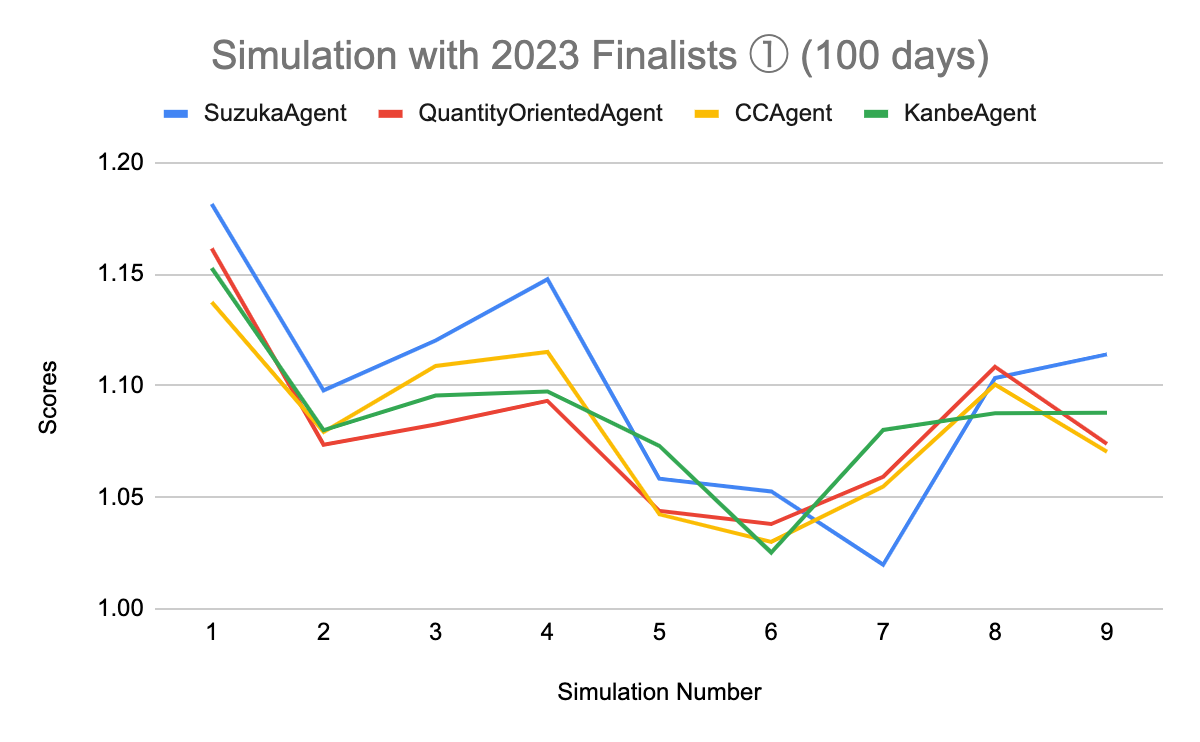 Simulation with 2023 Finalists ① (100 days)
SuzukaAgent QuantityOrientedAgent CCAgent KanbeAgent
1.20
1.15
1.10
1.05
1.00
Scores
1 2 3 4 5 6 7 8 9
Simulation Number